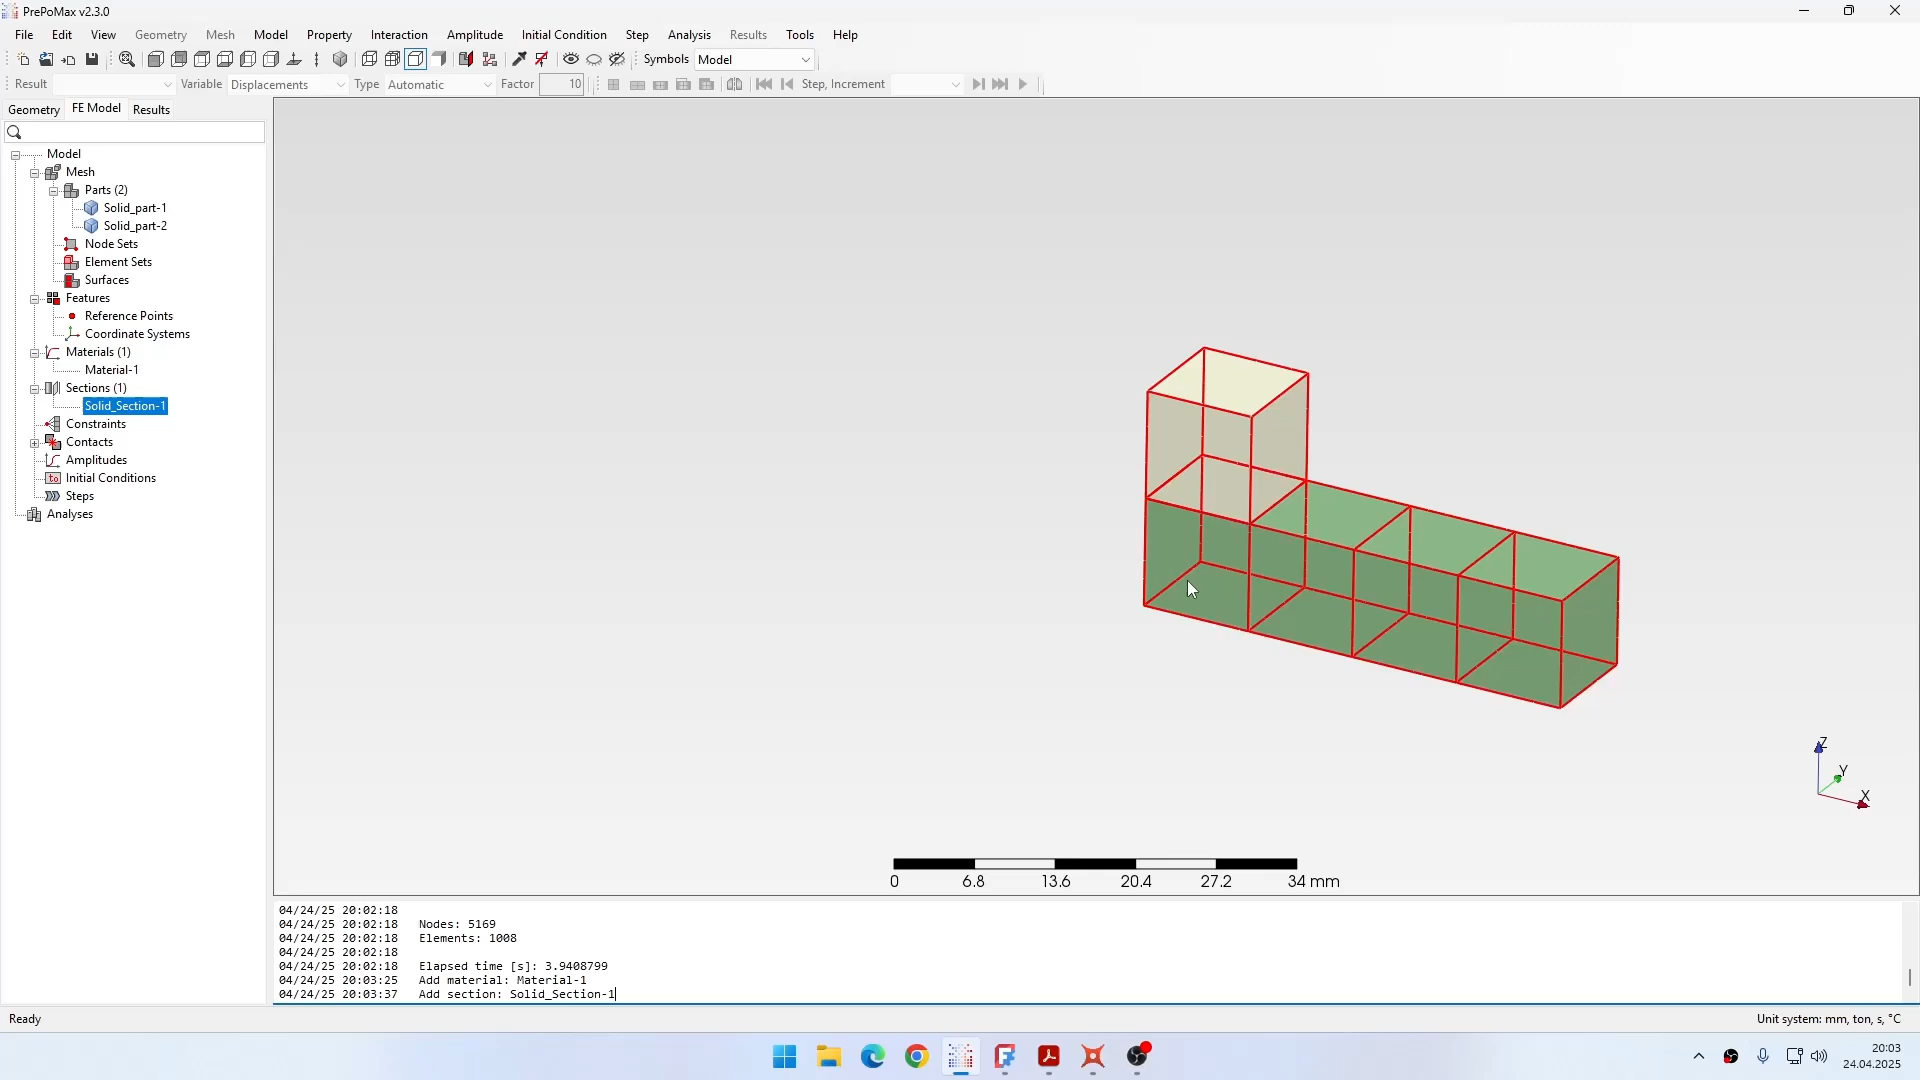 PrePoMax v2.3.0
File Edit View Geometry Mesh Model Property Interaction Amplitude Initial Condition Step Analysis Results Tools Help
Symbols Model
Result Variable Displacements Type Automatic Factor 10 Step, Increment
Geometry FE Model Results
Model
Mesh
Parts (2)
Solid_part-1
Solid_part-2
Node Sets
Element Sets
Surfaces
Features
Reference Points
Coordinate Systems
Materials (1)
Material-1
Sections (1)
Solid_Section-1
Constraints
Contacts
Amplitudes
Initial Conditions
Steps
Analyses
Z
Y
X
0 6.8 13.6 20.4 27.2 34 mm
04/24/25 20:02:18
04/24/25 20:02:18 Nodes: 5169
04/24/25 20:02:18 Elements: 1008
04/24/25 20:02:18
04/24/25 20:02:18 Elapsed time [s]: 3.9408799
04/24/25 20:03:25 Add material: Material-1
04/24/25 20:03:37 Add section: Solid_Section-1
Ready Unit system: mm, ton, s, °C
20:03
24.04.2025